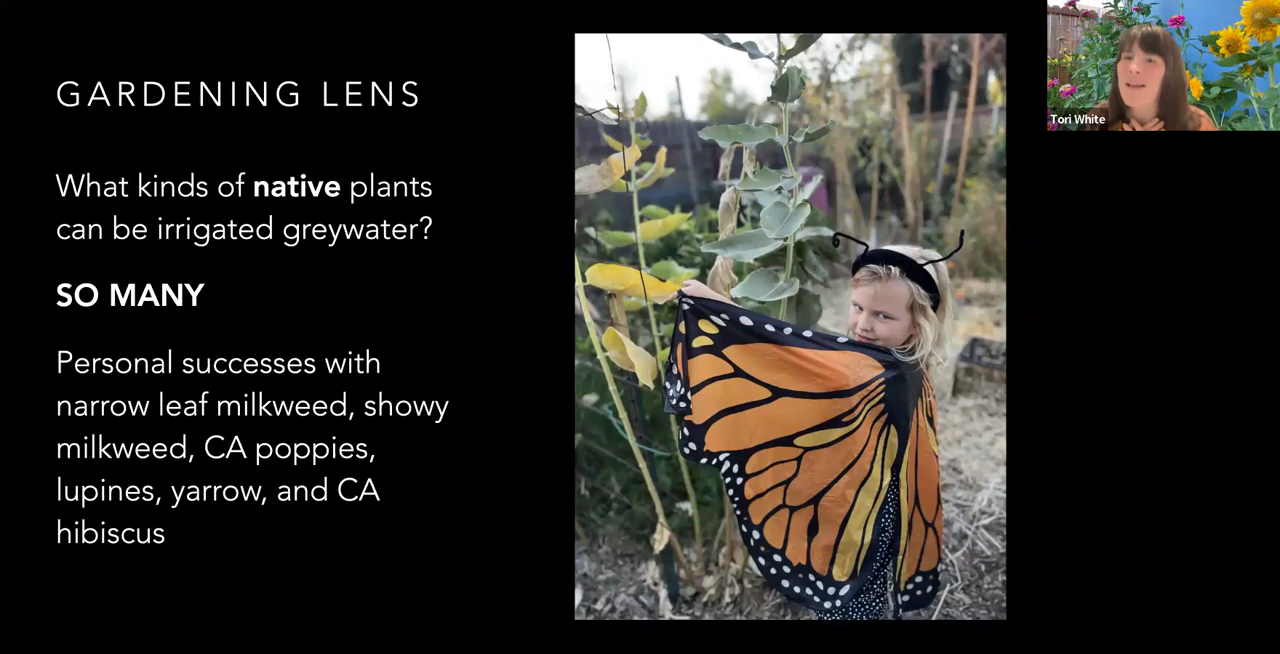 GARDENING LENS
What kinds of native plants
can be irrigated greywater?
SO MANY
Personal successes with
narrow leaf milkweed, showy
milkweed, CA poppies,
lupines, yarrow, and CA
hibiscus
Tori White